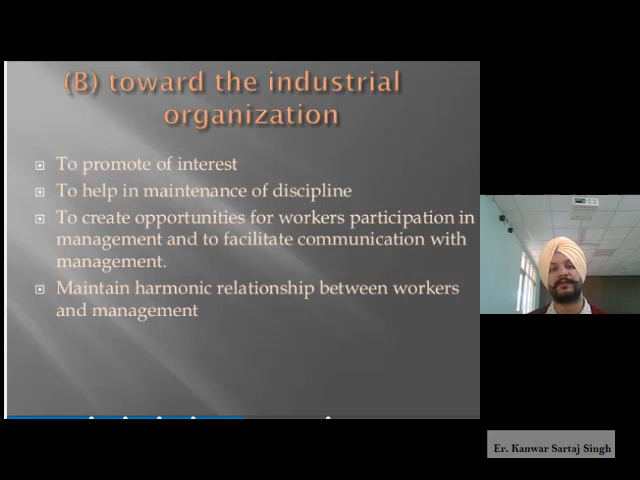 (B) toward the industrial
organization
To promote of interest
To help in maintenance of discipline
To create opportunities for workers participation in
management and to facilitate communication with
management.
Maintain harmonic relationship between workers
and management
Er. Kanwar Sartaj Singh